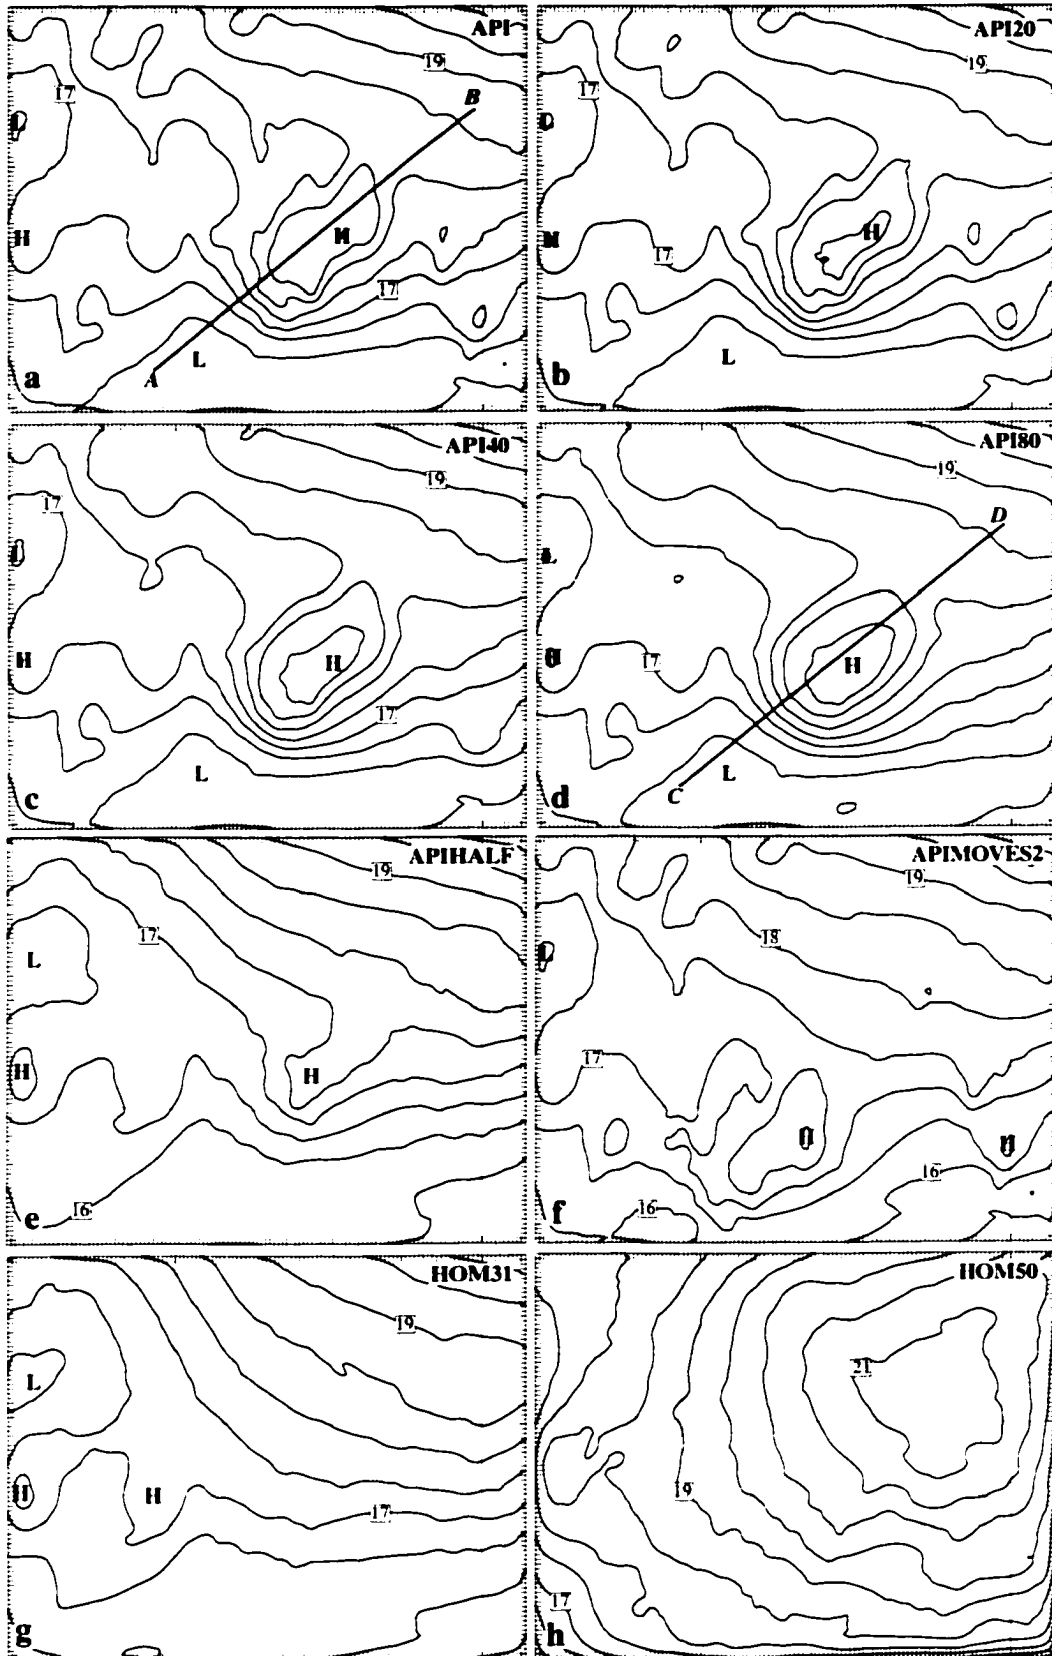 API
19
17
B
L
H
H
17
L
A
a
API20
19
17
L
H
H
17
L
b
API40
19
17
L
H
H
17
L
c
API80
19
D
L
H
17
H
L
C
d
APIHALF
19
17
L
H
H
16
e
APIMOVES2
19
18
L
17
H
H
16
16
f
HOM31
19
L
H
H
17
g
HOM50
21
19
17
h